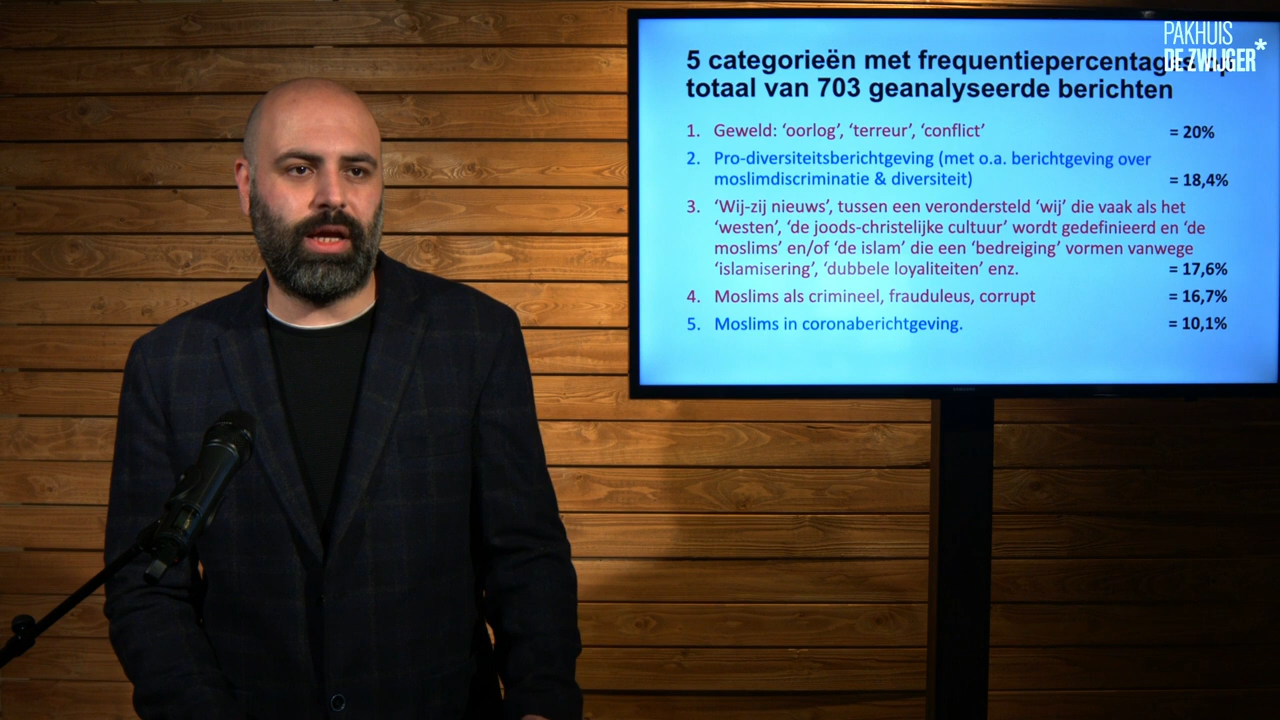 PAKHUIS
DE ZWIJGER*
5 categorieën met frequentiepercentages
totaal van 703 geanalyseerde berichten
1. Geweld: ‘oorlog’, ‘terreur’, ‘conflict’ = 20%
2. Pro-diversiteitsberichtgeving (met o.a. berichtgeving over
moslimdiscriminatie & diversiteit) = 18,4%
3. ‘Wij-zij nieuws’, tussen een verondersteld ‘wij’ die vaak als het
‘westen’, ‘de joods-christelijke cultuur’ wordt gedefinieerd en ‘de
moslims’ en/of ‘de islam’ die een ‘bedreiging’ vormen vanwege
‘islamisering’, ‘dubbele loyaliteiten’ enz. = 17,6%
4. Moslims als crimineel, frauduleus, corrupt = 16,7%
5. Moslims in coronaberichtgeving. = 10,1%